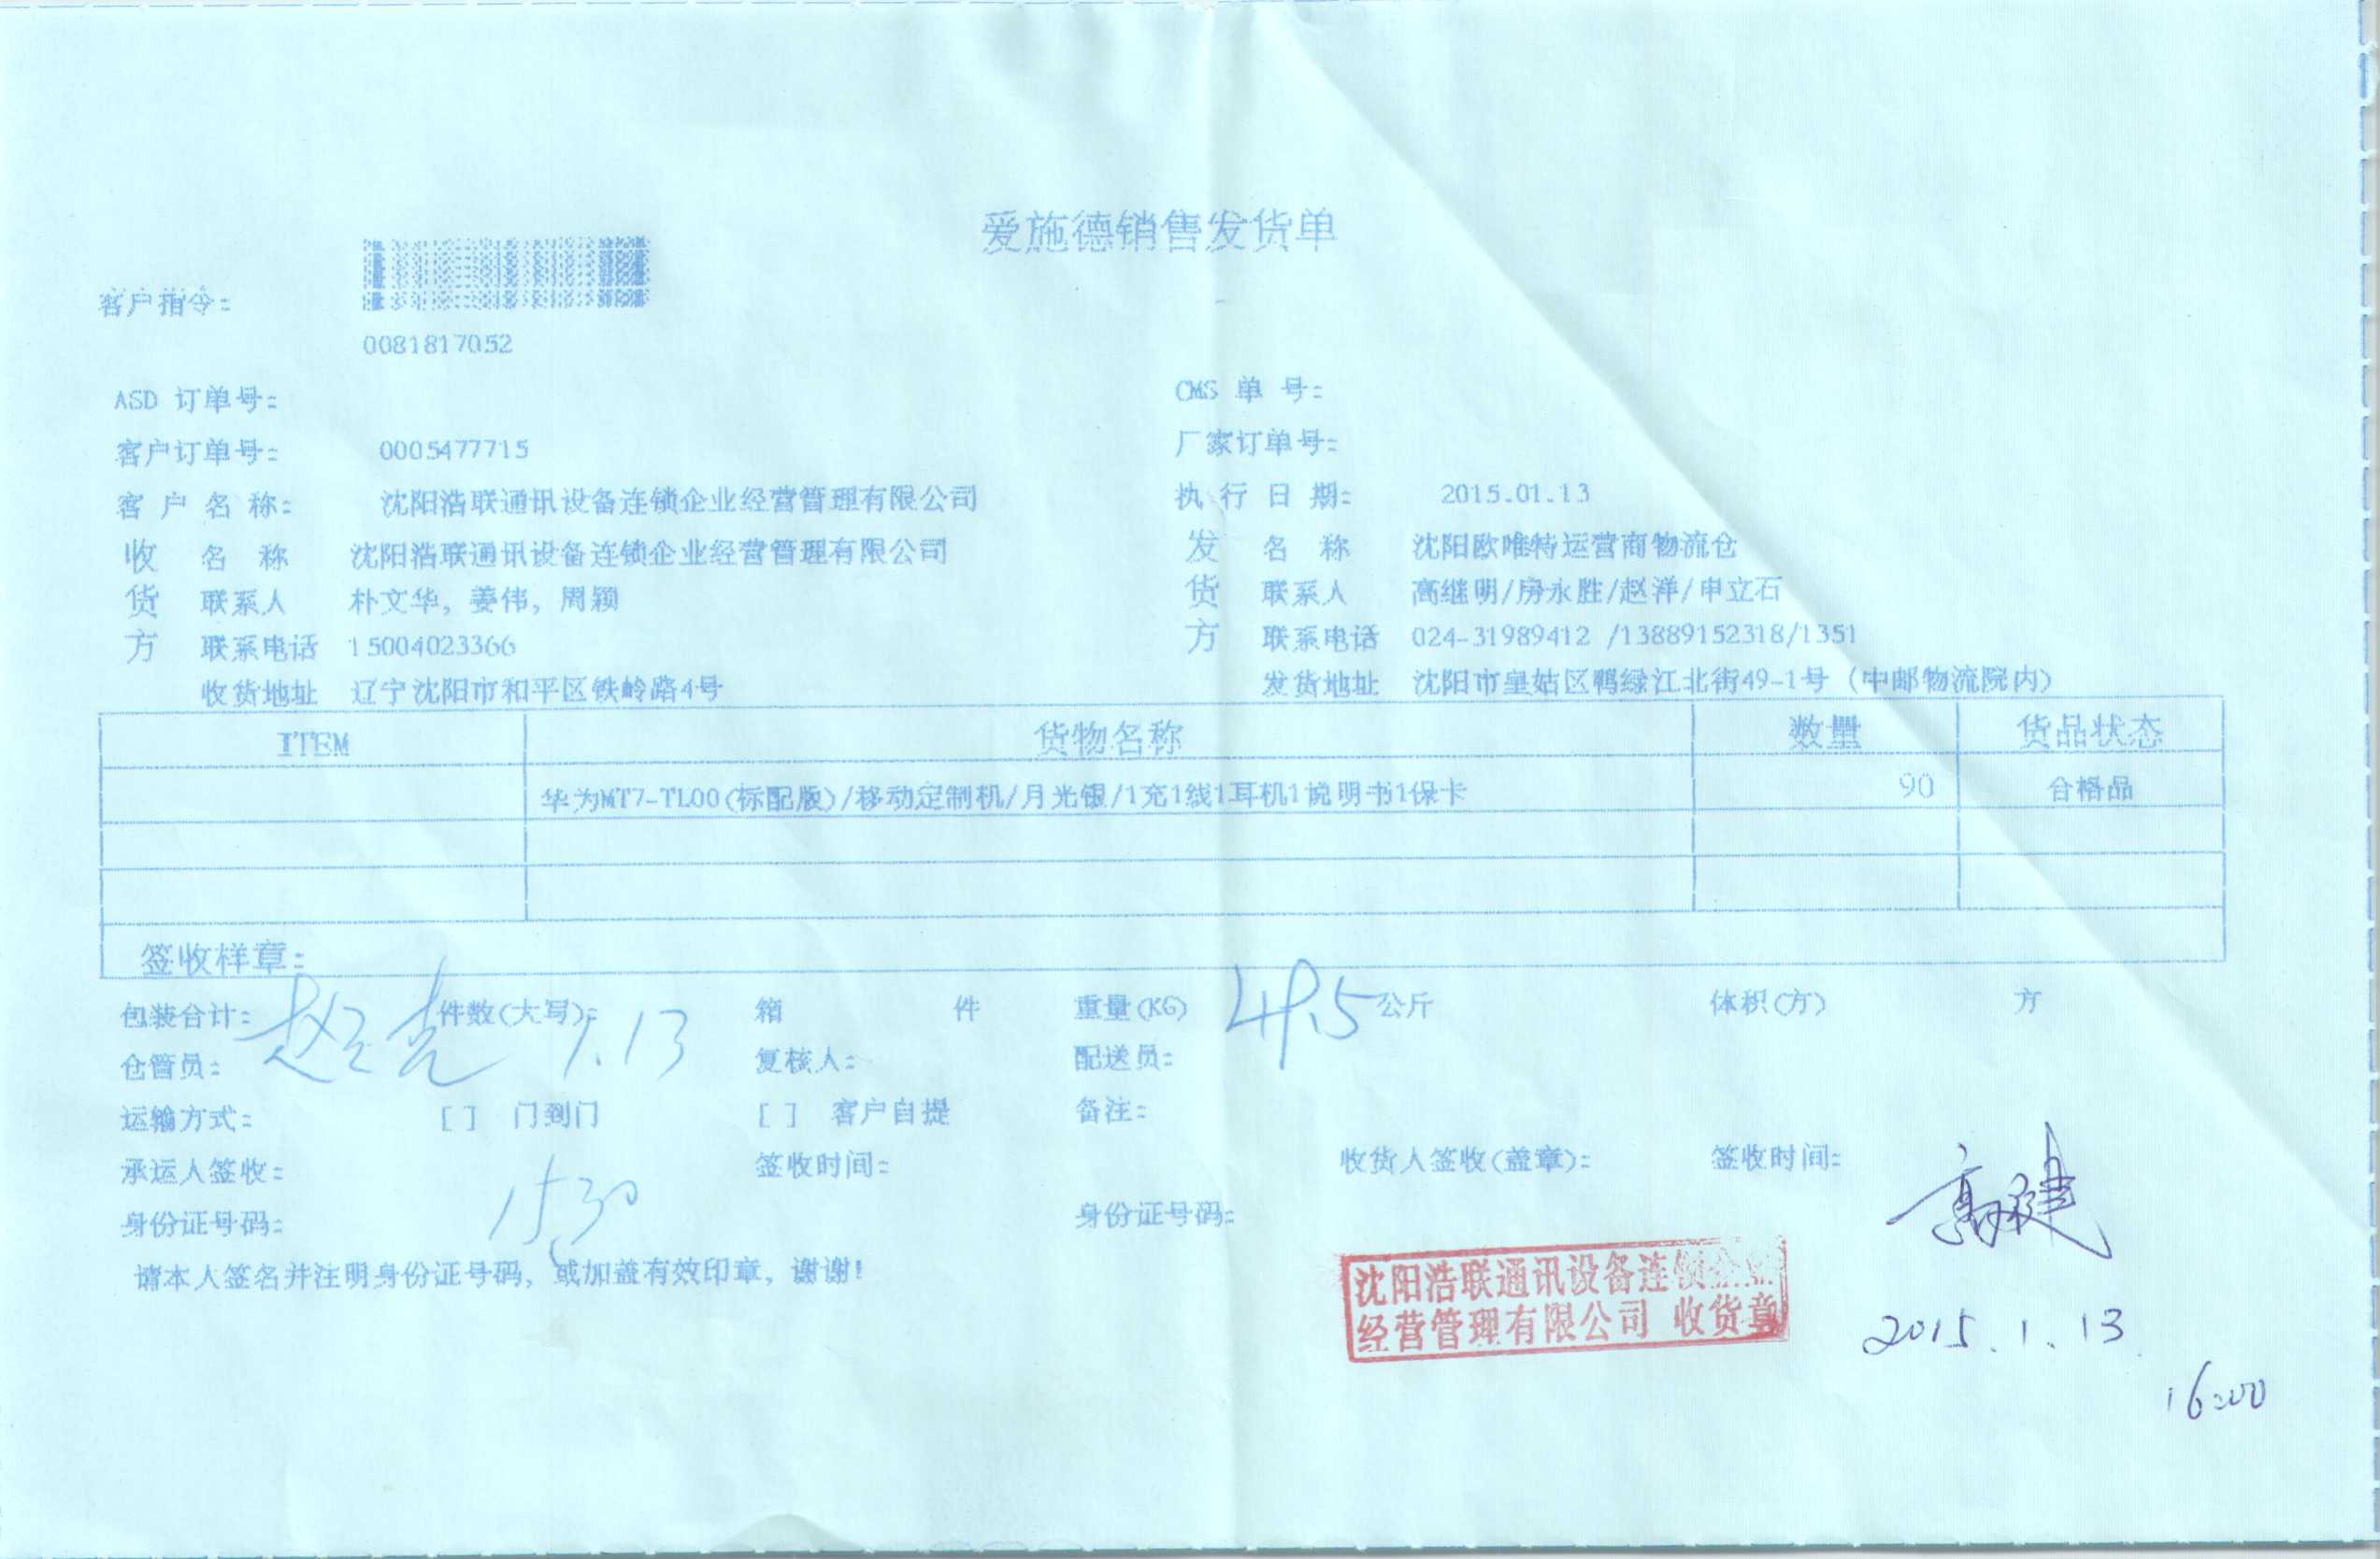 爱施德销售发货单
客户指令:
0081817052
ASD 订单号: CMS 单 号:
客户订单号: 0005477715 厂家订单号:
客 户 名 称: 沈阳浩联通讯设备连锁企业经营管理有限公司 执 行 日 期: 2015.01.13
收 名 称 沈阳浩联通讯设备连锁企业经营管理有限公司 发 名 称 沈阳欧唯特运营商物流仓
货 联系人 朴文华, 姜伟, 周颖 货 联系人 高继明/房永胜/赵洋/申立石
方 联系电话 15004023366 方 联系电话 024-31989412 /13889152318/1351
收货地址 辽宁沈阳市和平区铁岭路4号 发货地址 沈阳市皇姑区鸭绿江北街49-1号 (中邮物流院内)
ITEM 货物名称 数量 货品状态
华为MT7-TL00(标配版)/移动定制机/月光银/1充1线1耳机1说明书1保卡 90 合格品
签收样章:
包装合计: 件数(大写): 箱 件 重量(KG) 49.5 公斤 体积(方) 方
1.13
仓管员: 复核人: 配送员:
运输方式: [ ] 门到门 [ ] 客户自提 备注:
承运人签收: 签收时间: 收货人签收(盖章): 签收时间:
高建
15:30
身份证号码: 身份证号码:
请本人签名并注明身份证号码, 或加盖有效印章, 谢谢!
沈阳浩联通讯设备连锁企业
经营管理有限公司 收货章
2015.1.13
16:00